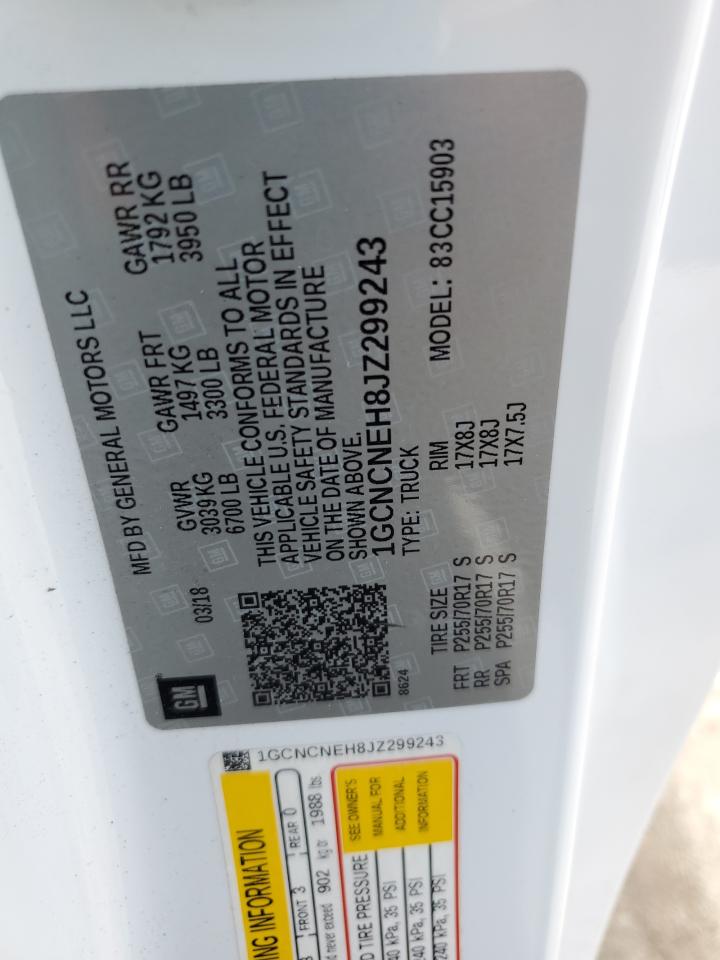 MFD BY GENERAL MOTORS LLC
03/18 GVWR GAWR FRT GAWR RR
3039 KG 1497 KG 1792 KG
6700 LB 3300 LB 3950 LB
THIS VEHICLE CONFORMS TO ALL
APPLICABLE U.S. FEDERAL MOTOR
VEHICLE SAFETY STANDARDS IN EFFECT
ON THE DATE OF MANUFACTURE
SHOWN ABOVE.
1GCNCNEH8JZ299243
TYPE: TRUCK MODEL: 83CC15903
8624
TIRE SIZE RIM
FRT P255/70R17 S 17X8J
RR P255/70R17 S 17X8J
SPA P255/70R17 S 17X7.5J
GM
1GCNCNEH8JZ299243
INFORMATION
FRONT 3 REAR 0
never exceed 902 kg or 1988 lbs.
TIRE PRESSURE
SEE OWNER'S
MANUAL FOR
ADDITIONAL
INFORMATION
kPa, 35 PSI
kPa, 35 PSI
240 kPa, 35 PSI